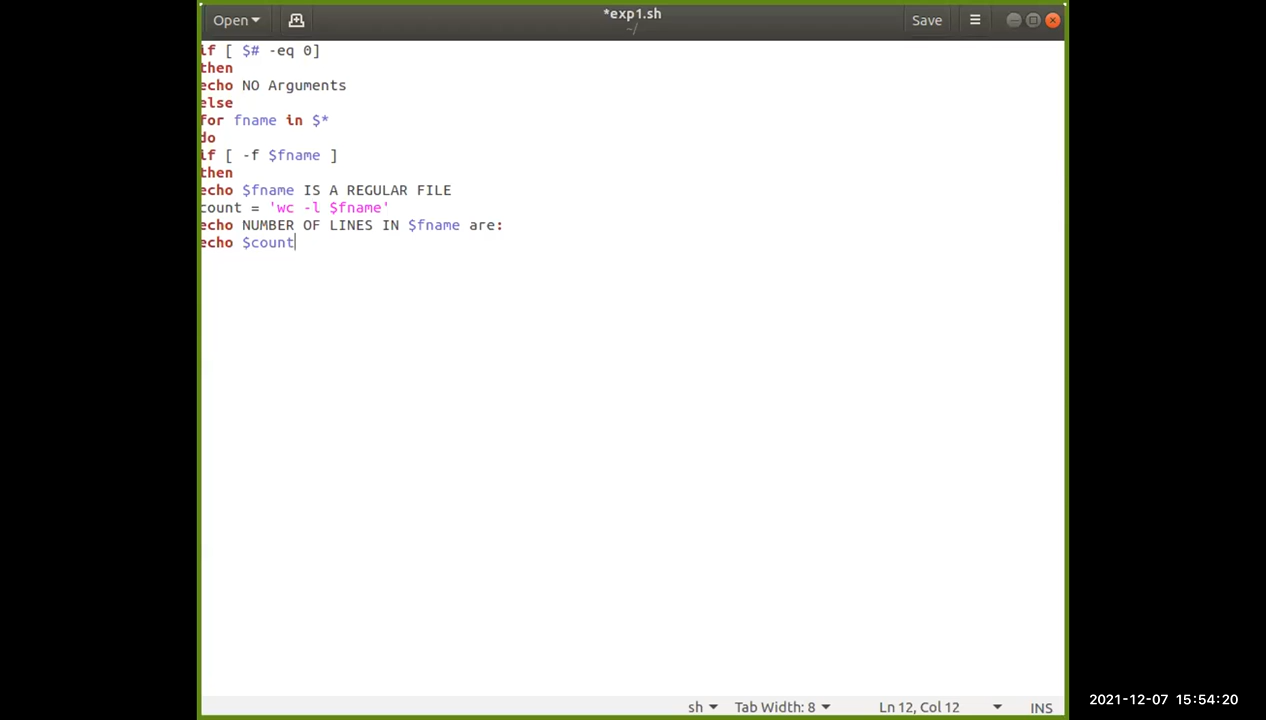 Open
*exp1.sh
~/
Save
if [ $# -eq 0]
then
echo NO Arguments
else
for fname in $*
do
if [ -f $fname ]
then
echo $fname IS A REGULAR FILE
count = 'wc -l $fname'
echo NUMBER OF LINES IN $fname are:
echo $count
sh
Tab Width: 8
Ln 12, Col 12
INS
2021-12-07 15:54:20